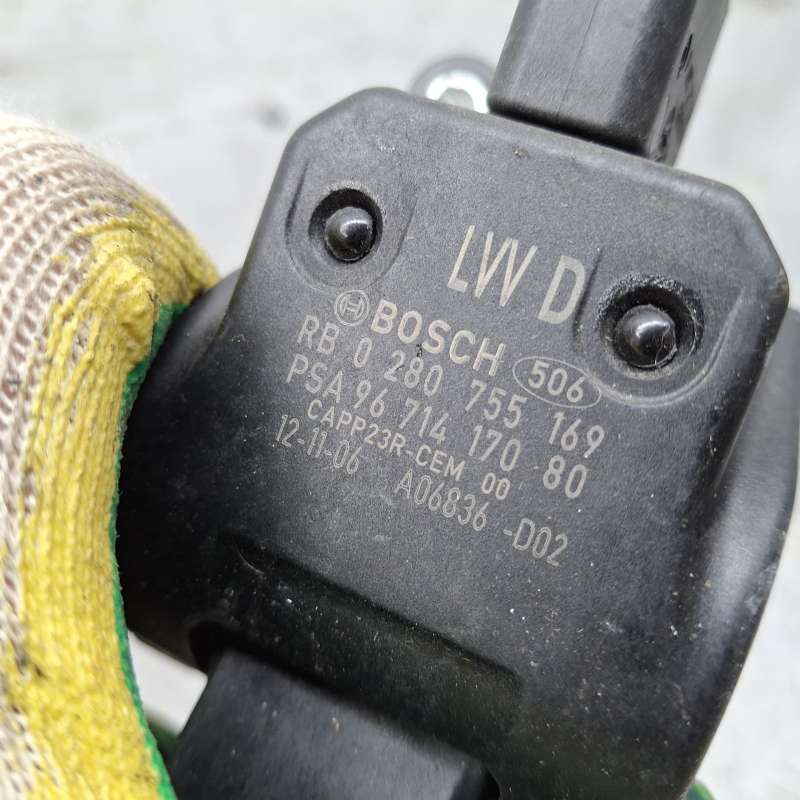 LVV D
BOSCH 506
RB 0 280 755 169
PSA 96 714 170 80
CAPP23R-CEM 00
12-11-06 A06836 -D02